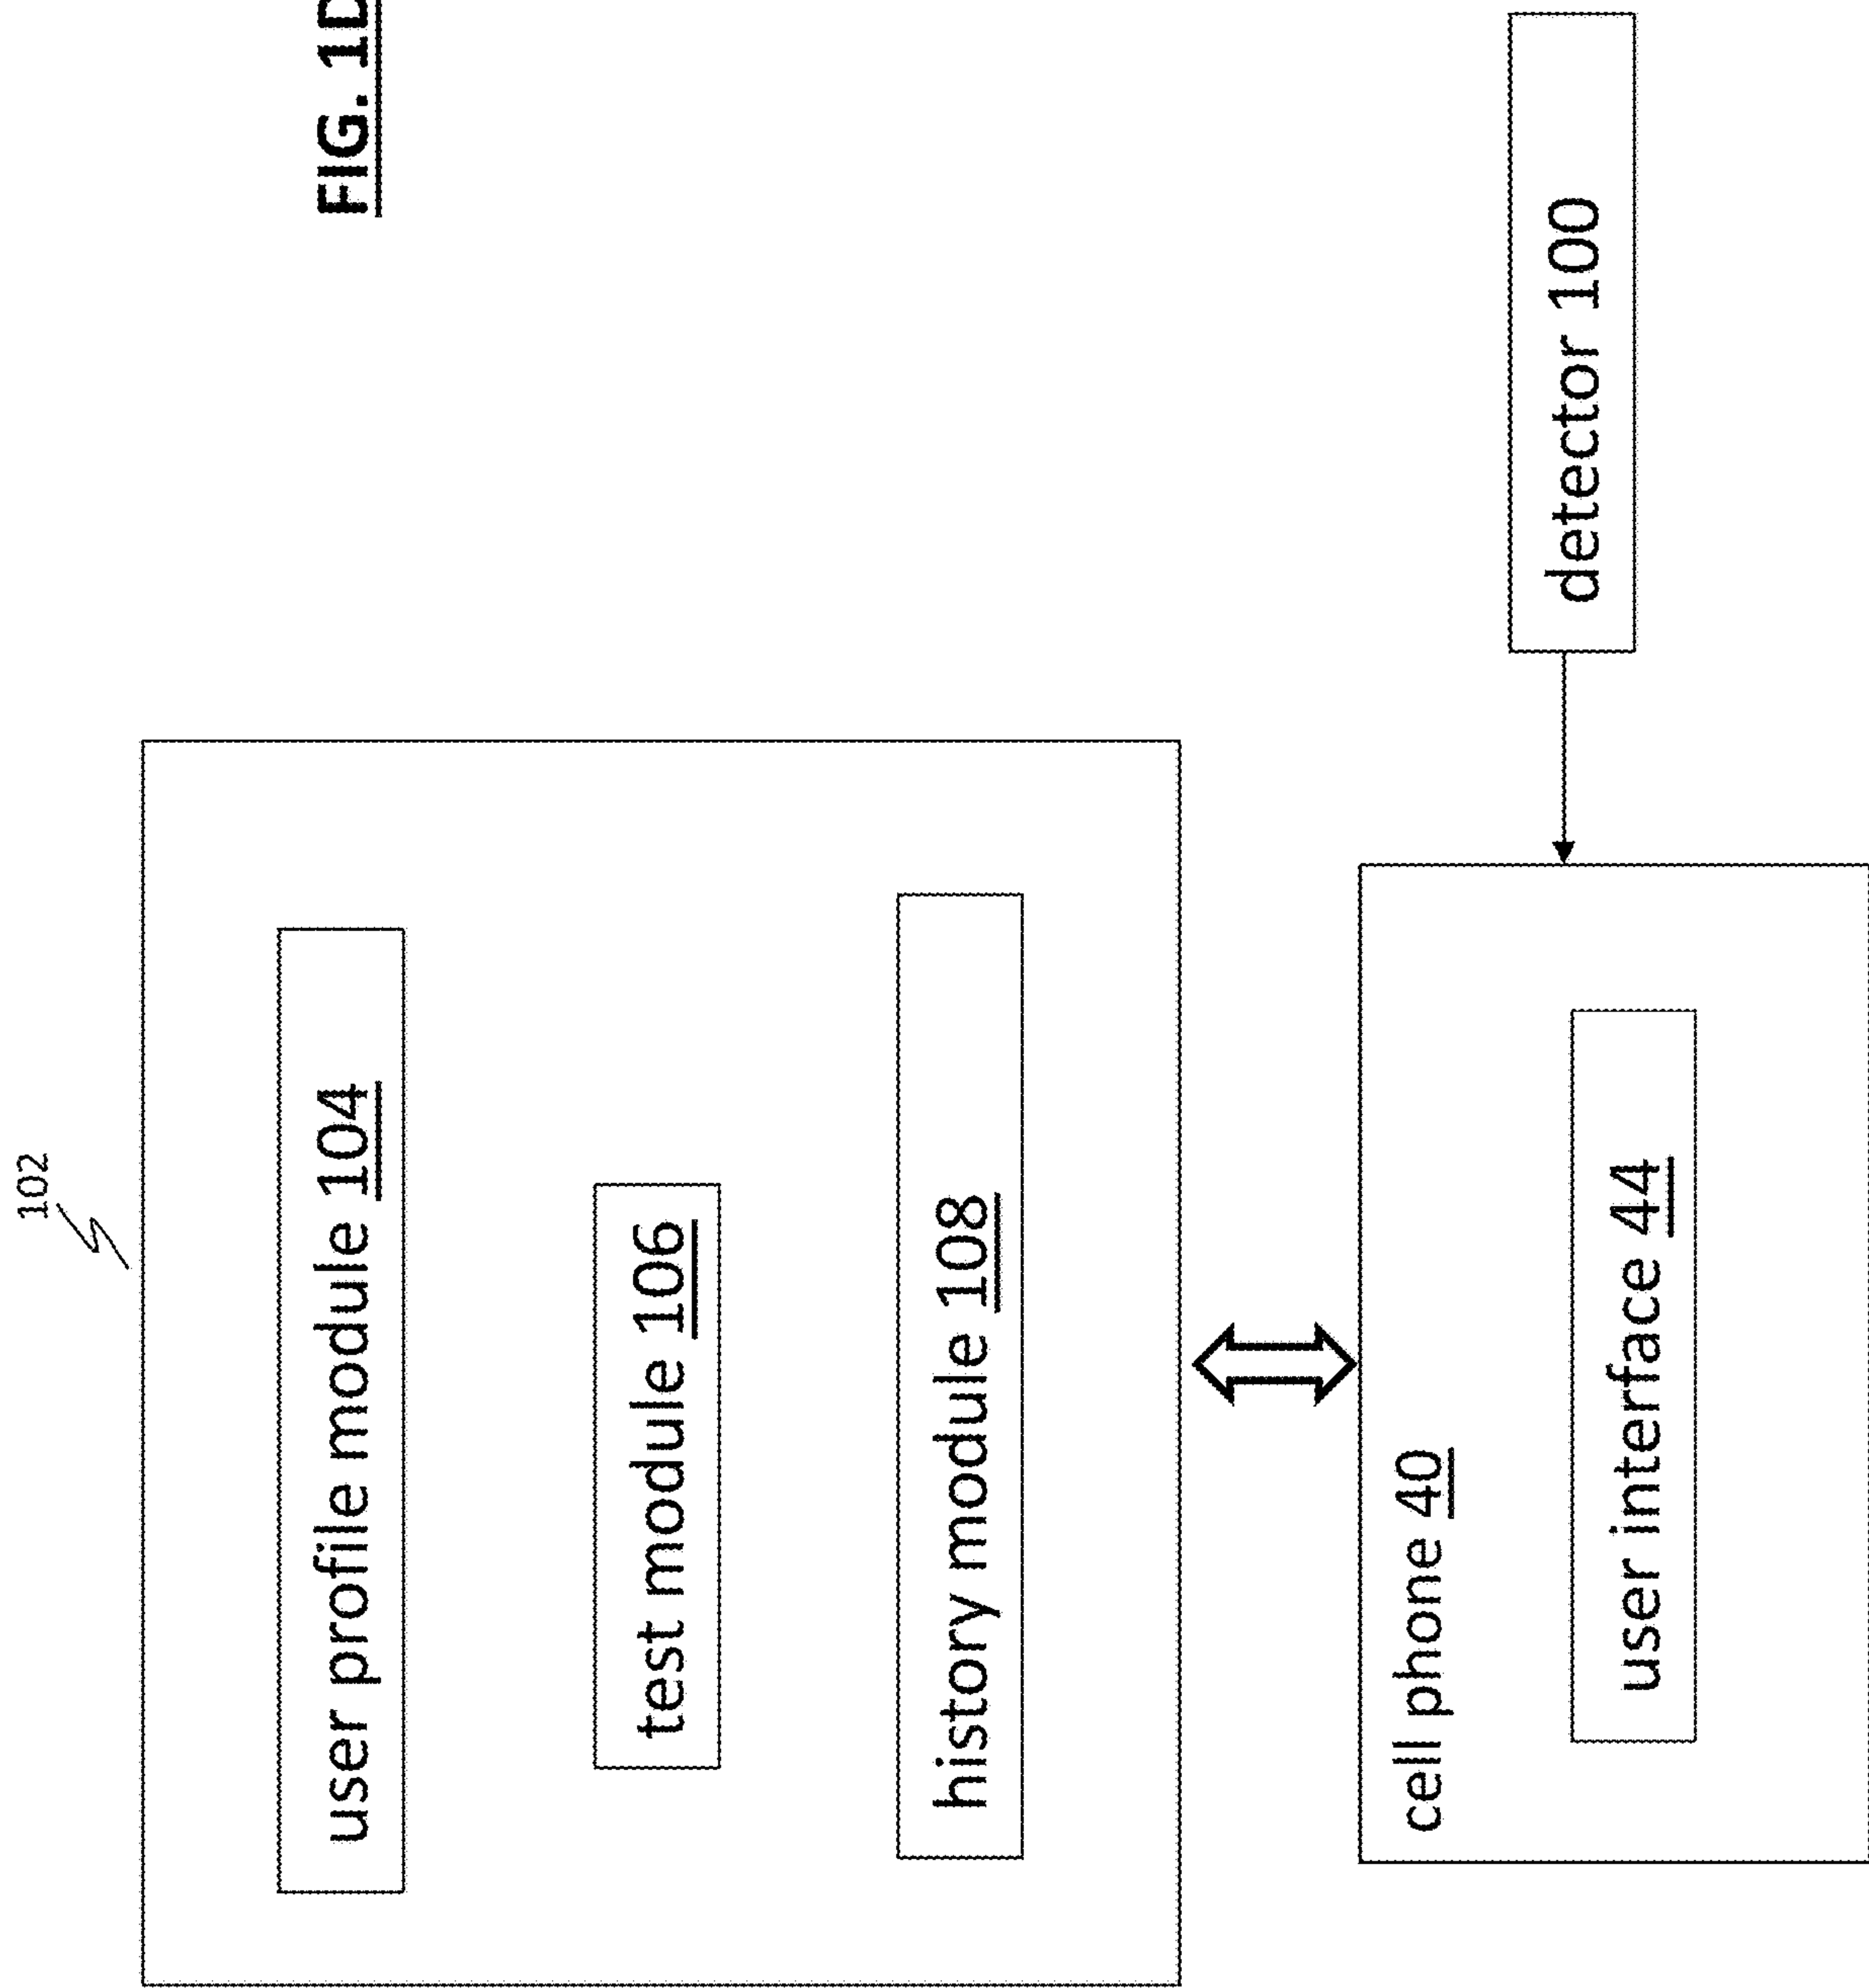 102
FIG. 1D
user profile module 104
test module 106
history module 108
cell phone 40
user interface 44
detector 100